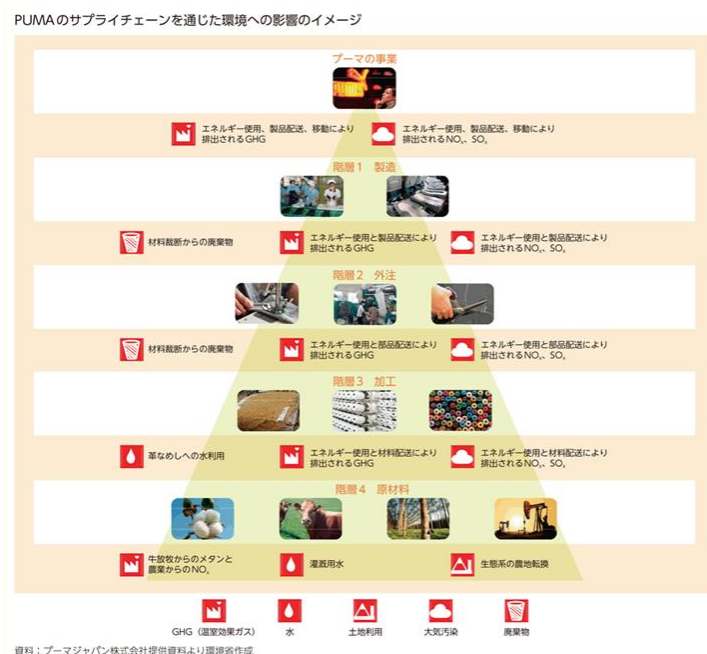 PUMAのサプライチェーンを通じた環境への影響のイメージ
プーマの事業
エネルギー使用、製品配送、移動により
排出されるGHG
エネルギー使用、製品配送、移動により
排出されるNOx、SOx
階層1 製造
材料裁断からの廃棄物
エネルギー使用と製品配送により
排出されるGHG
エネルギー使用と製品配送により
排出されるNOx、SOx
階層2 外注
材料裁断からの廃棄物
エネルギー使用と部品配送により
排出されるGHG
エネルギー使用と部品配送により
排出されるNOx、SOx
階層3 加工
革なめしへの水利用
エネルギー使用と材料配送により
排出されるGHG
エネルギー使用と材料配送により
排出されるNOx、SOx
階層4 原材料
牛放牧からのメタンと
農業からのNOx
灌漑用水
生態系の農地転換
GHG（温室効果ガス）
水
土地利用
大気汚染
廃棄物
資料：プーマジャパン株式会社提供資料より環境省作成